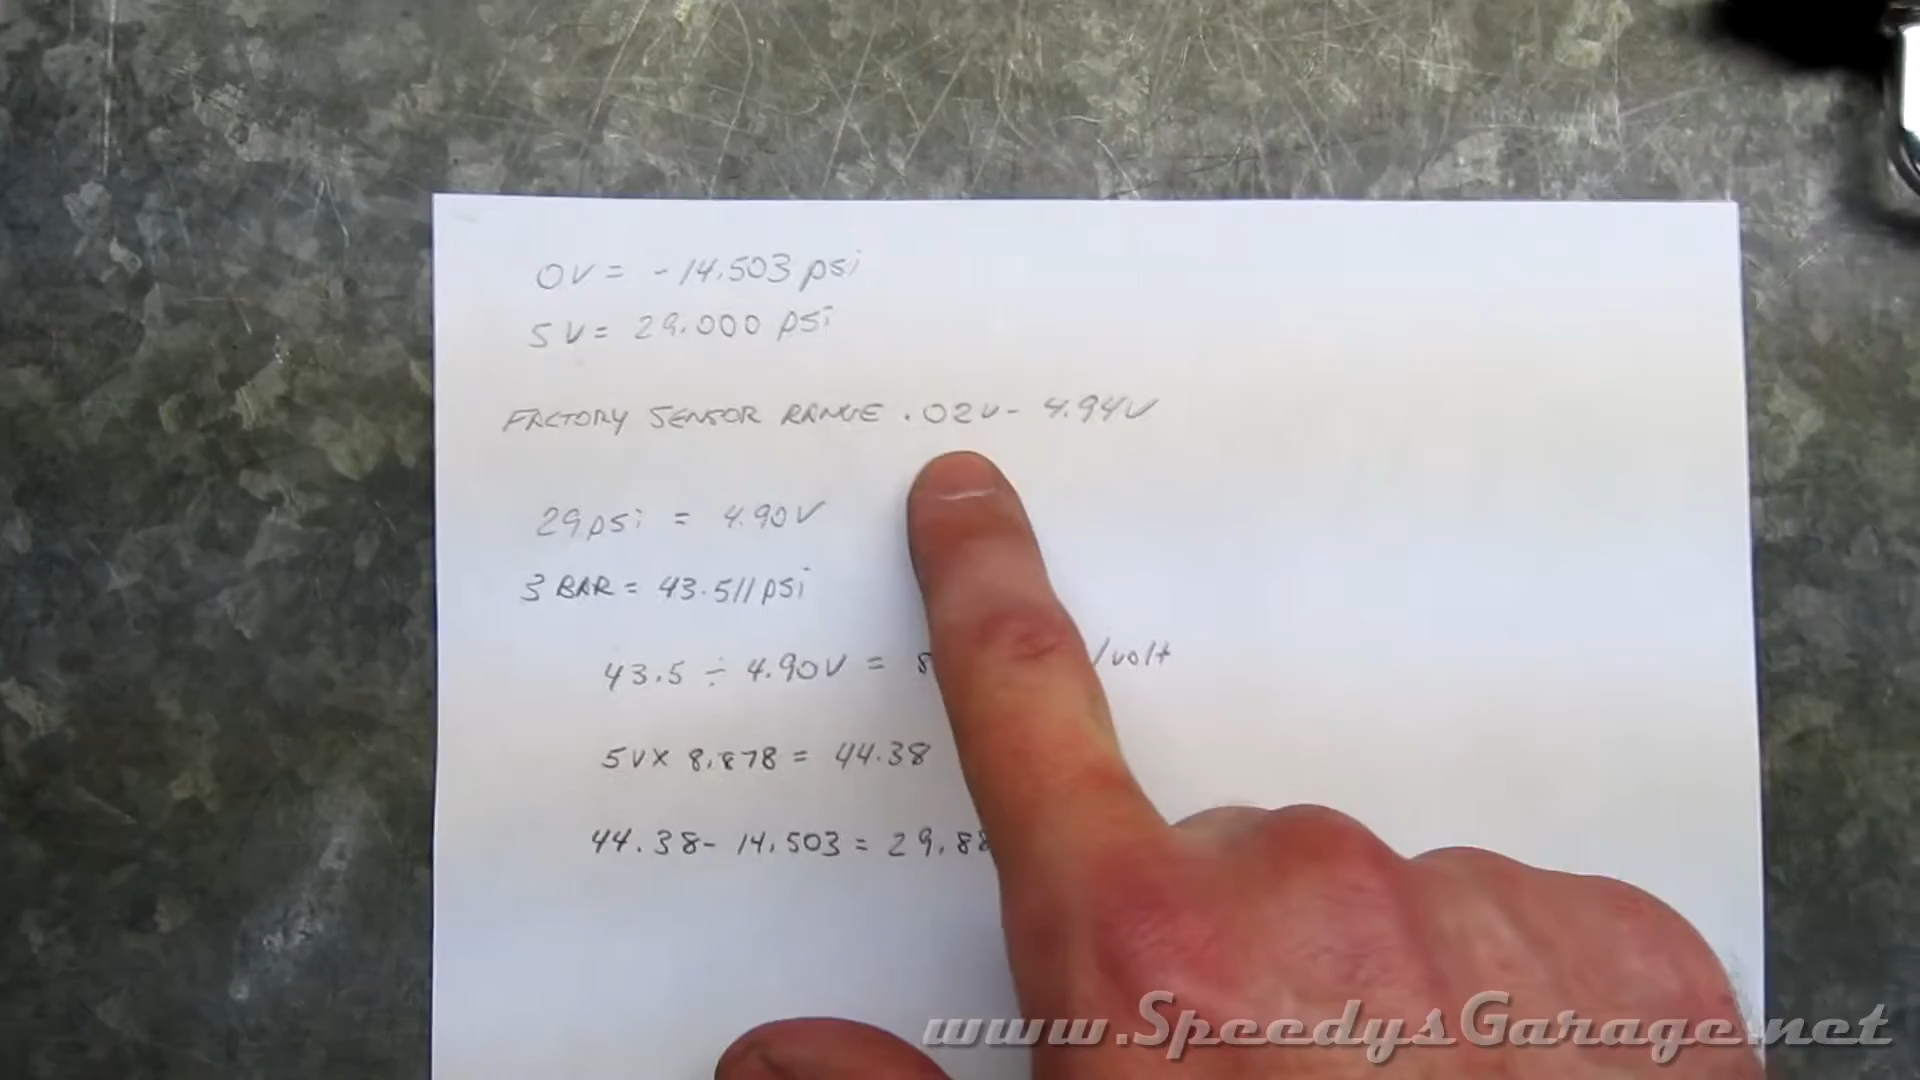 0V = -14.503 psi
5V = 29.000 psi
FACTORY SENSOR RANGE .02V - 4.94V
29psi = 4.90V
3 BAR = 43.511 psi
43.5 ÷ 4.90V = 8 /volt
5V x 8.878 = 44.38
44.38 - 14.503 = 29.88
www.SpeedysGarage.net